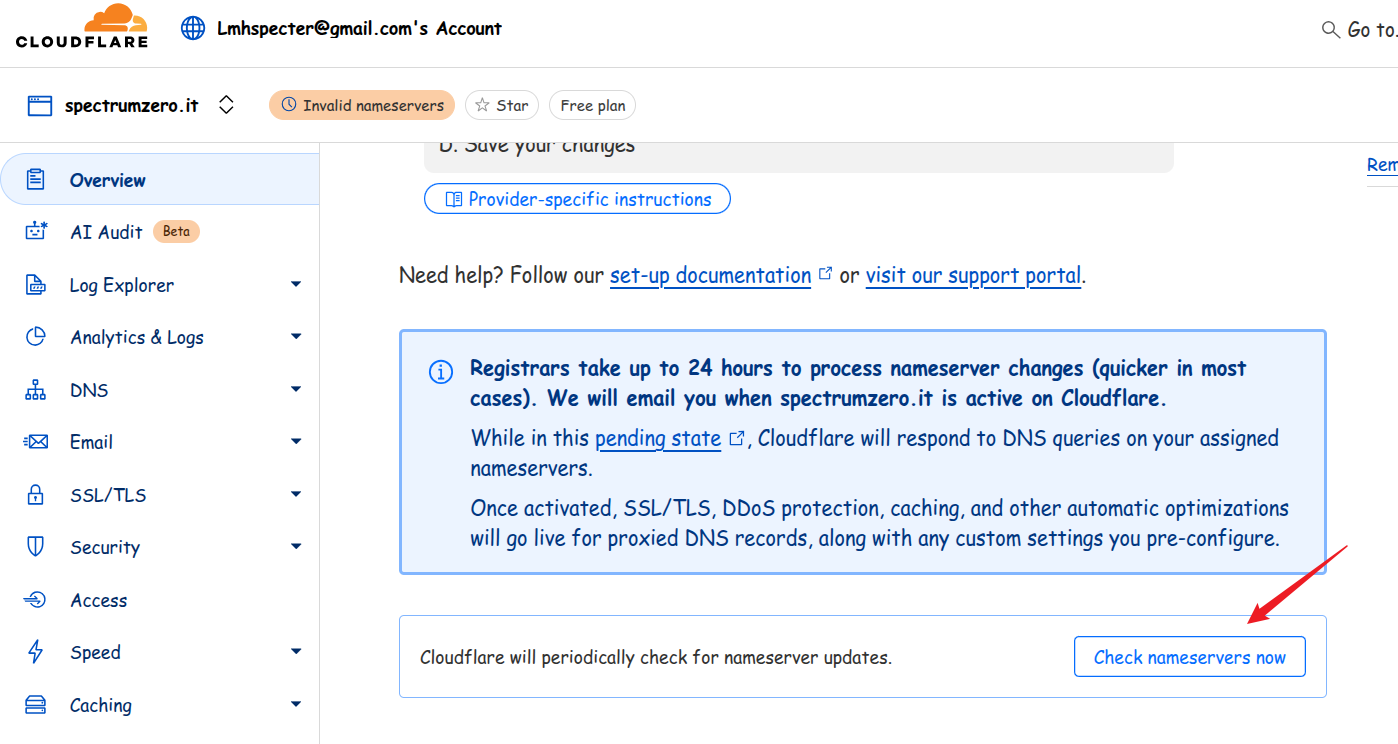 CLOUDFLARE
Lmhspecter@gmail.com's Account
Go to.
spectrumzero.it
Invalid nameservers
Star
Free plan
D. Save your changes
Rem
Overview
Provider-specific instructions
AI Audit
Beta
Need help? Follow our set-up documentation or visit our support portal.
Log Explorer
Analytics & Logs
DNS
Email
SSL/TLS
Security
Access
Speed
Caching
Registrars take up to 24 hours to process nameserver changes (quicker in most
cases). We will email you when spectrumzero.it is active on Cloudflare.
While in this pending state, Cloudflare will respond to DNS queries on your assigned
nameservers.
Once activated, SSL/TLS, DDoS protection, caching, and other automatic optimizations
will go live for proxied DNS records, along with any custom settings you pre-configure.
Cloudflare will periodically check for nameserver updates.
Check nameservers now